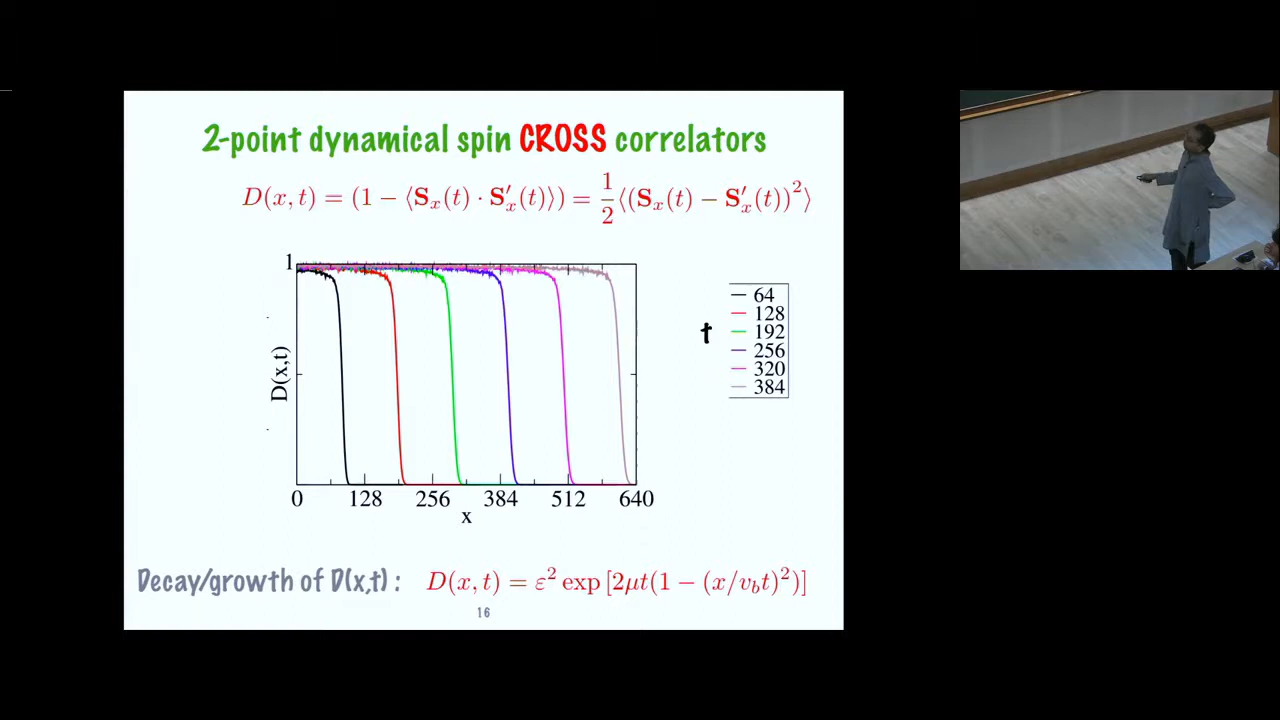 2-point dynamical spin CROSS correlators
D(x, t) = (1 − ⟨S_x(t) · S′_x(t)⟩) = 1/2 ⟨(S_x(t) − S′_x(t))²⟩
1
D(x,t)
0 128 256 384 512 640
x
t
64
128
192
256
320
384
Decay/growth of D(x,t) : D(x, t) = ε² exp [2μt(1 − (x/v_b t)²)]
16